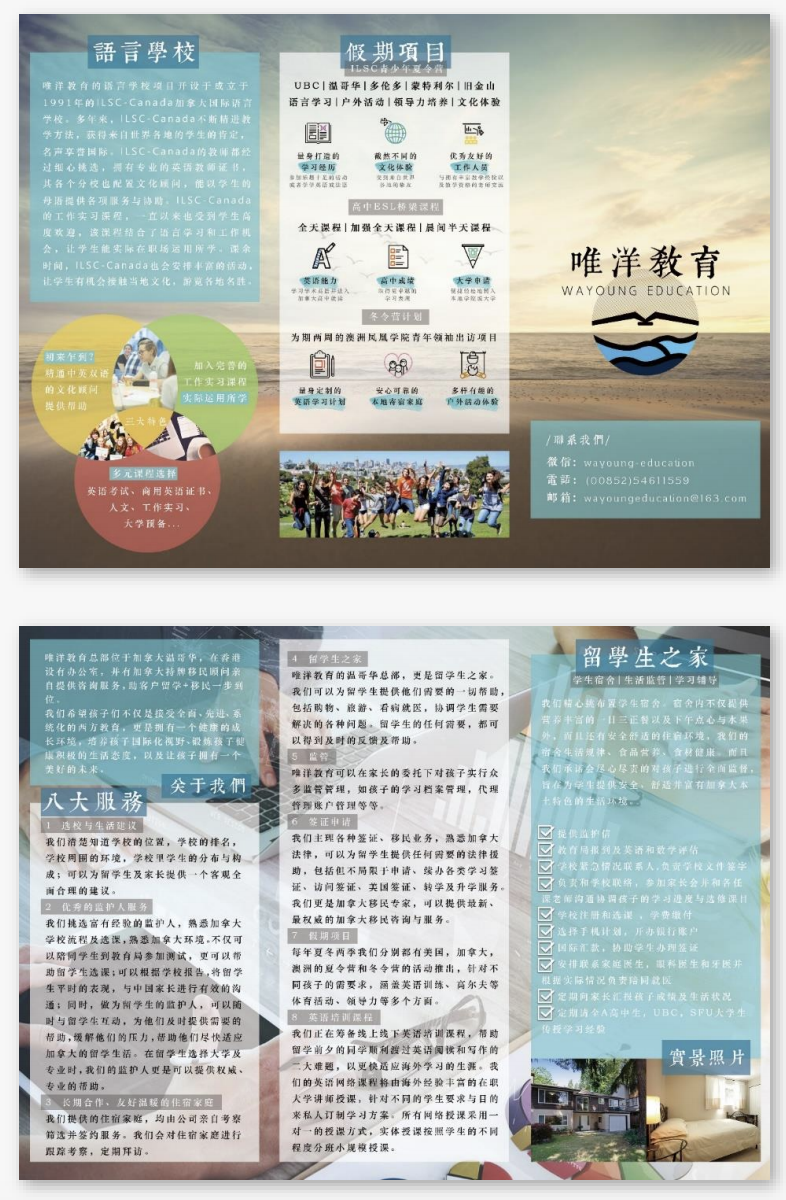 語言學校
唯洋教育的语言学校项目开设于成立于
1991年的ILSC-Canada加拿大国际语言
学校。多年来，ILSC-Canada不断精进教
学方法，获得来自世界各地的学生的肯定，
名声享誉国际。ILSC-Canada的教师都经
过细心挑选，拥有专业的英语教师证书，
其各个分校也配置文化顾问，能以学生的
母语提供各项服务与协助。ILSC-Canada
的工作实习课程，一直以来也受到学生高
度欢迎，该课程结合了语言学习和工作机
会，让学生能实际在职场运用所学。课余
时间，ILSC-Canada也会安排丰富的活动，
让学生有机会接触当地文化、游览各地名胜。
初来乍到？
精通中英双语
的文化顾问
提供帮助
加入完善的
工作实习课程
实际运用所学
三大特色
多元课程选择
英语考试、商用英语证书、
人文、工作实习、
大学预备...
假期項目
ILSC青少年夏令营
UBC|温哥华|多伦多|蒙特利尔|旧金山
语言学习|户外活动|领导力培养|文化体验
量身打造的
学习经历
截然不同的
文化体验
优秀友好的
工作人员
高中ESL桥梁课程
全天课程|加强全天课程|晨间半天课程
英语能力
高中成绩
大学申请
冬令营计划
为期两周的澳洲凤凰学院青年领袖出访项目
量身定制的
英语学习计划
安心可靠的
本地寄宿家庭
多样有趣的
户外活动体验
唯洋教育
WAYOUNG EDUCATION
/聯系我們/
微信：wayoung-education
電話：(00852)54611559
邮箱：wayoungeducation@163.com
唯洋教育总部位于加拿大温哥华，在香港
设有办公室，并有加拿大持牌移民顾问亲
自提供咨询服务，助客户留学+移民一步到
位。
我们希望孩子们不仅是接受全面、先进、系
统化的西方教育，更是拥有一个健康的成
长环境，培养孩子国际化视野，锻炼孩子健
康积极的生活态度，以及让孩子拥有一个
美好的未来。
关于我們
八大服務
1 选校与生活建议
我们清楚知道学校的位置，学校的排名，
学校周围的环境，学校里学生的分布与构
成；可以为留学生及家长提供一个客观全
面合理的建议。
2 优秀的监护人服务
我们挑选富有经验的监护人，熟悉加拿大
学校流程及选课，熟悉加拿大环境。不仅可
以陪同学生到教育局参加测试，更可以帮
助留学生选课；可以根据学校报告，将留学
生平时的表现，与中国家长进行有效的沟
通；同时，做为留学生的监护人，可以随
时与留学生互动，为他们及时提供需要的
帮助，缓解他们的压力，帮助他们尽快适应
加拿大的留学生活。在留学生选择大学及
专业时，我们的监护人更是可以提供权威、
专业的帮助。
3 长期合作、友好温暖的住宿家庭
我们提供的住宿家庭，均由公司亲自考察
筛选并签约服务。我们会对住宿家庭进行
跟踪考察，定期拜访。
4 留学生之家
唯洋教育的温哥华总部，更是留学生之家。
我们可以为留学生提供他们需要的一切帮助，
包括购物、旅游、看病就医，协调学生需要
解决的各种问题。留学生的任何需要，都可
以得到及时的反馈及帮助。
5 监管
唯洋教育可以在家长的委托下对孩子实行众
多监管管理，如孩子的学习档案管理，代理
管理账户管理等等。
6 签证申请
我们主理各种签证、移民业务，熟悉加拿大
法律，可以为留学生提供任何需要的法律援
助，包括但不局限于申请、续办各类学习签
证、访问签证、美国签证、转学及升学服务。
我们更是加拿大移民专家，可以提供最新、
最权威的加拿大移民咨询与服务。
7 假期项目
每年夏冬两季我们分别都有美国，加拿大，
澳洲的夏令营和冬令营的活动推出，针对不
同孩子的需要求，涵盖英语训练、高尔夫等
体育活动、领导力等多个方面。
8 英语培训课程
我们正在筹备线上线下英语培训课程，帮助
留学前夕的同学顺利渡过英语阅读和写作的
二大难题，以更快适应海外学习的生涯。我
们的英语网络课程将由海外经验丰富的在职
大学讲师授课，针对不同的学生要求与目的
来私人订制学习方案。所有网络授课采用一
对一的授课方式，实体授课按照学生的不同
程度分班小规模授课。
留學生之家
学生宿舍|生活监管|学习辅导
我们精心挑布置学生宿舍。宿舍内不仅提供
营养丰富的一日三正餐以及下午点心与水果
外，而且还有安全舒适的住宿环境。我们的
宿舍生活规律、食品营养、食材健康。而且
我们承诺会尽心尽责的对孩子进行全面监督，
旨在为学生提供安全、舒适并富有加拿大本
土特色的生活环境。
提供监护信
教育局报到及英语和数学评估
学校紧急情况联系人，负责学校文件签字
负责和学校联络，参加家长会并和各任
课老师沟通协调孩子的学习进度与选修课目
学校注册和选课，学费缴付
选择手机计划，开办银行账户
国际汇款，协助学生办理签证
安排联系家庭医生，眼科医生和牙医并
根据实际情况负责陪同就医
定期向家长汇报孩子成绩及生活状况
定期请全A高中生，UBC，SFU大学生
传授学习经验
實景照片